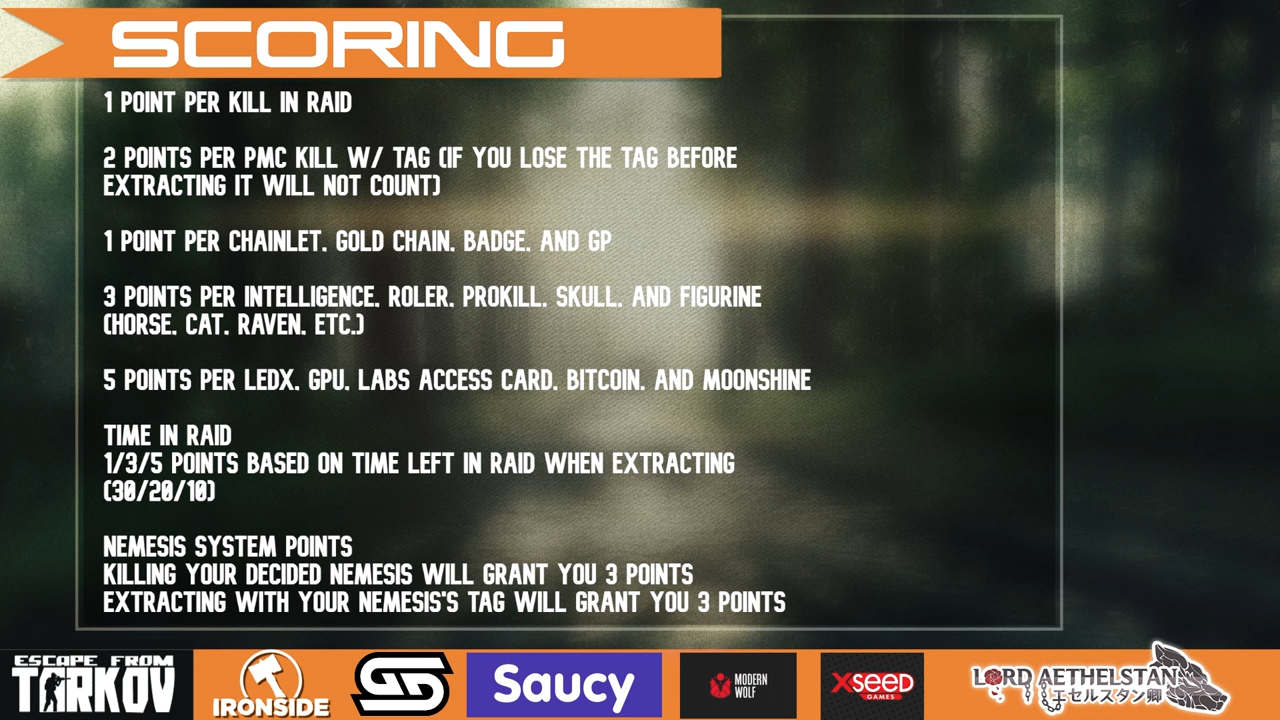 SCORING
1 POINT PER KILL IN RAID
2 POINTS PER PMC KILL W/ TAG (IF YOU LOSE THE TAG BEFORE
EXTRACTING IT WILL NOT COUNT)
1 POINT PER CHAINLET, GOLD CHAIN, BADGE, AND GP
3 POINTS PER INTELLIGENCE, ROLER, PROKILL, SKULL, AND FIGURINE
(HORSE, CAT, RAVEN, ETC.)
5 POINTS PER LEDX, GPU, LABS ACCESS CARD, BITCOIN, AND MOONSHINE
TIME IN RAID
1/3/5 POINTS BASED ON TIME LEFT IN RAID WHEN EXTRACTING
(30/20/10)
NEMESIS SYSTEM POINTS
KILLING YOUR DECIDED NEMESIS WILL GRANT YOU 3 POINTS
EXTRACTING WITH YOUR NEMESIS'S TAG WILL GRANT YOU 3 POINTS
ESCAPE FROM
TARKOV
IRONSIDE
Saucy
MODERN
WOLF
XSEED
GAMES
LORD AETHELSTAN
エセルスタン卿